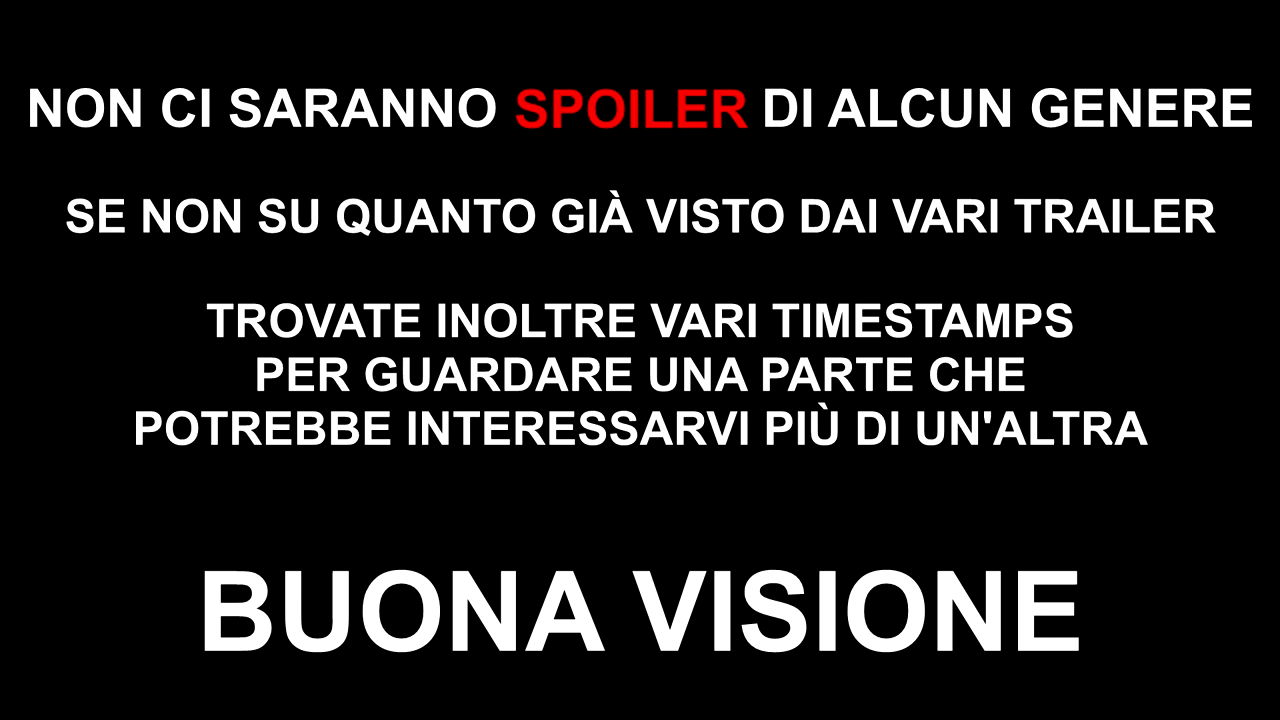 NON CI SARANNO SPOILER DI ALCUN GENERE
SE NON SU QUANTO GIÀ VISTO DAI VARI TRAILER
TROVATE INOLTRE VARI TIMESTAMPS
PER GUARDARE UNA PARTE CHE
POTREBBE INTERESSARVI PIÙ DI UN'ALTRA
BUONA VISIONE